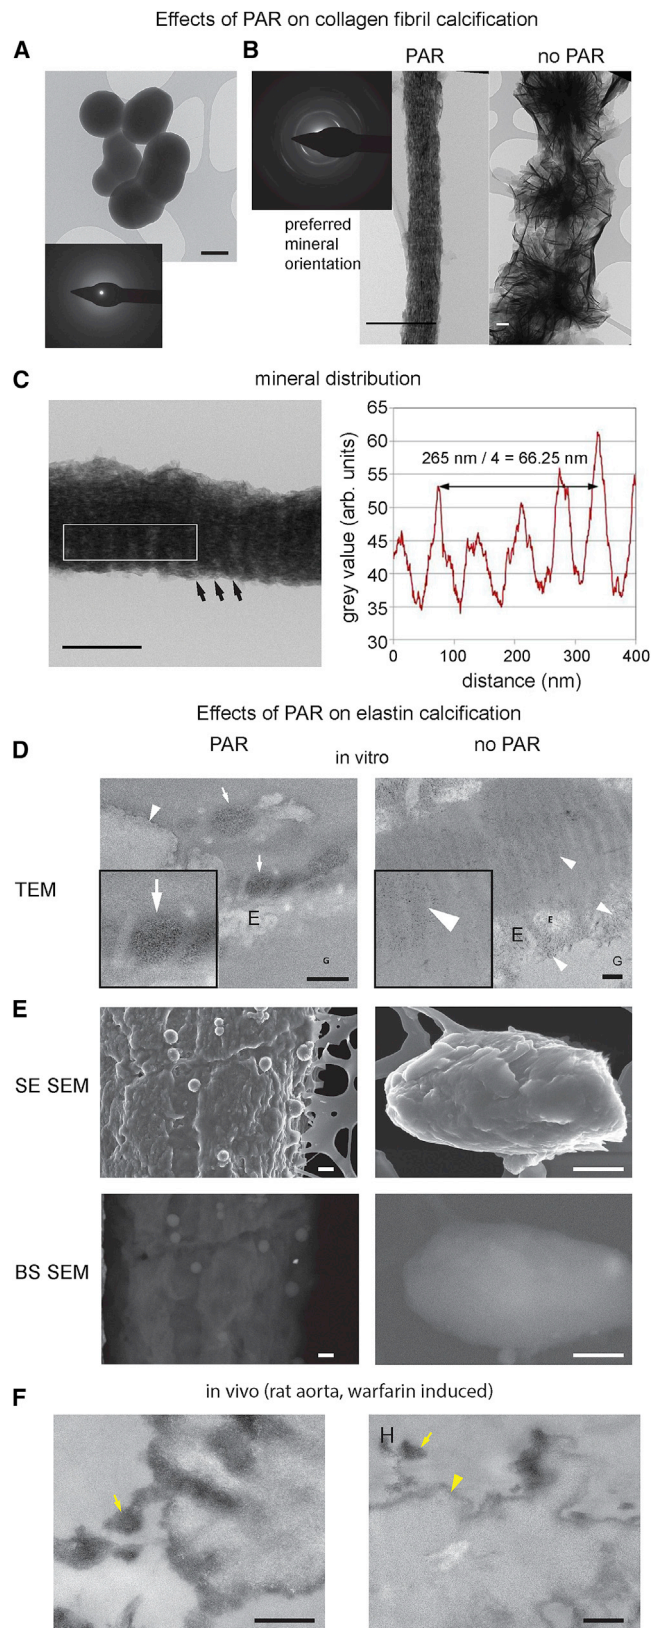 Effects of PAR on collagen fibril calcification
A
B
PAR
no PAR
preferred
mineral
orientation
C
mineral distribution
65
60
55
50
45
40
35
30
grey value (arb. units)
265 nm / 4 = 66.25 nm
0
100
200
300
400
distance (nm)
Effects of PAR on elastin calcification
D
PAR
no PAR
in vitro
TEM
E
G
E
E
G
E
SE SEM
BS SEM
F
in vivo (rat aorta, warfarin induced)
H